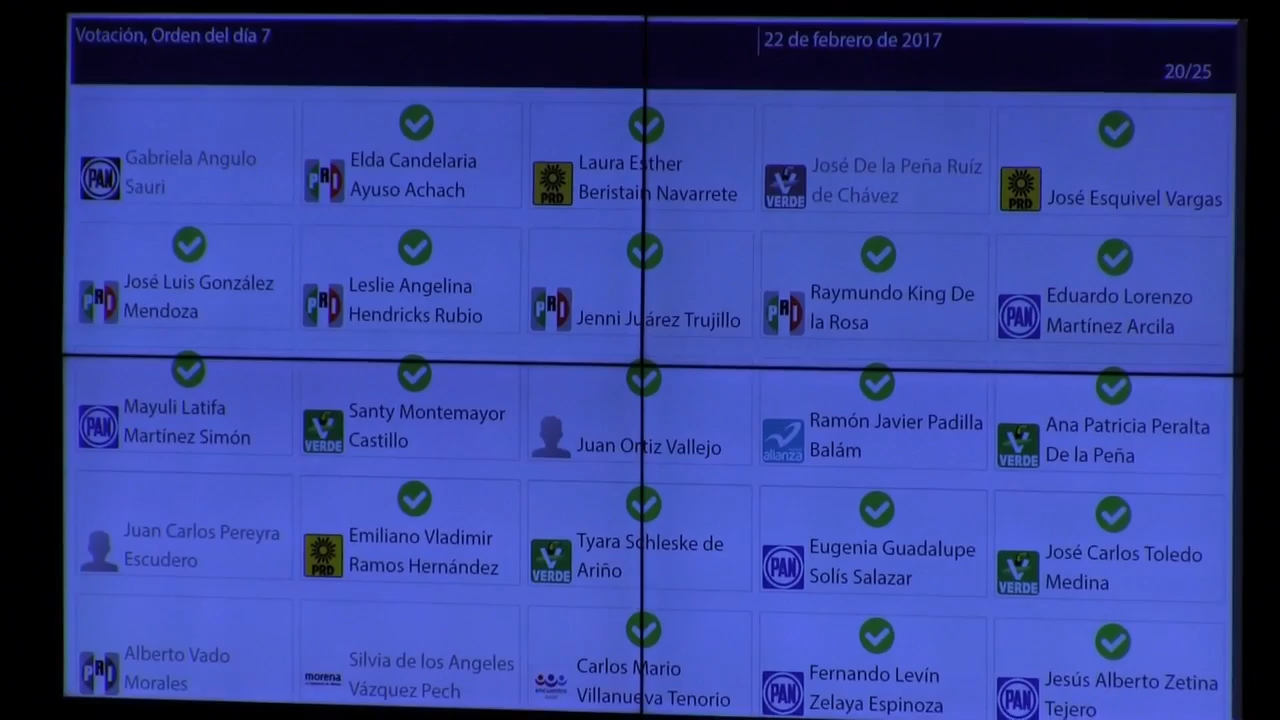 Votación, Orden del día 7
22 de febrero de 2017
20/25
PAN
Gabriela Angulo
Sauri
PRD
Elda Candelaria
Ayuso Achach
PRD
Laura Esther
Beristain Navarrete
VERDE
José De la Peña Ruíz
de Chávez
PRD
José Esquivel Vargas
PRD
José Luis González
Mendoza
PRD
Leslie Angelina
Hendricks Rubio
PRD
Jenni Juárez Trujillo
PRD
Raymundo King De
la Rosa
PAN
Eduardo Lorenzo
Martínez Arcila
PAN
Mayuli Latifa
Martínez Simón
VERDE
Santy Montemayor
Castillo
Juan Ortiz Vallejo
alianza
Ramón Javier Padilla
Balám
VERDE
Ana Patricia Peralta
De la Peña
Juan Carlos Pereyra
Escudero
PRD
Emiliano Vladimir
Ramos Hernández
VERDE
Tyara Schleske de
Ariño
PAN
Eugenia Guadalupe
Solís Salazar
VERDE
José Carlos Toledo
Medina
PRD
Alberto Vado
Morales
morena
Silvia de los Angeles
Vázquez Pech
encuentro
Carlos Mario
Villanueva Tenorio
PAN
Fernando Levín
Zelaya Espinoza
PAN
Jesús Alberto Zetina
Tejero